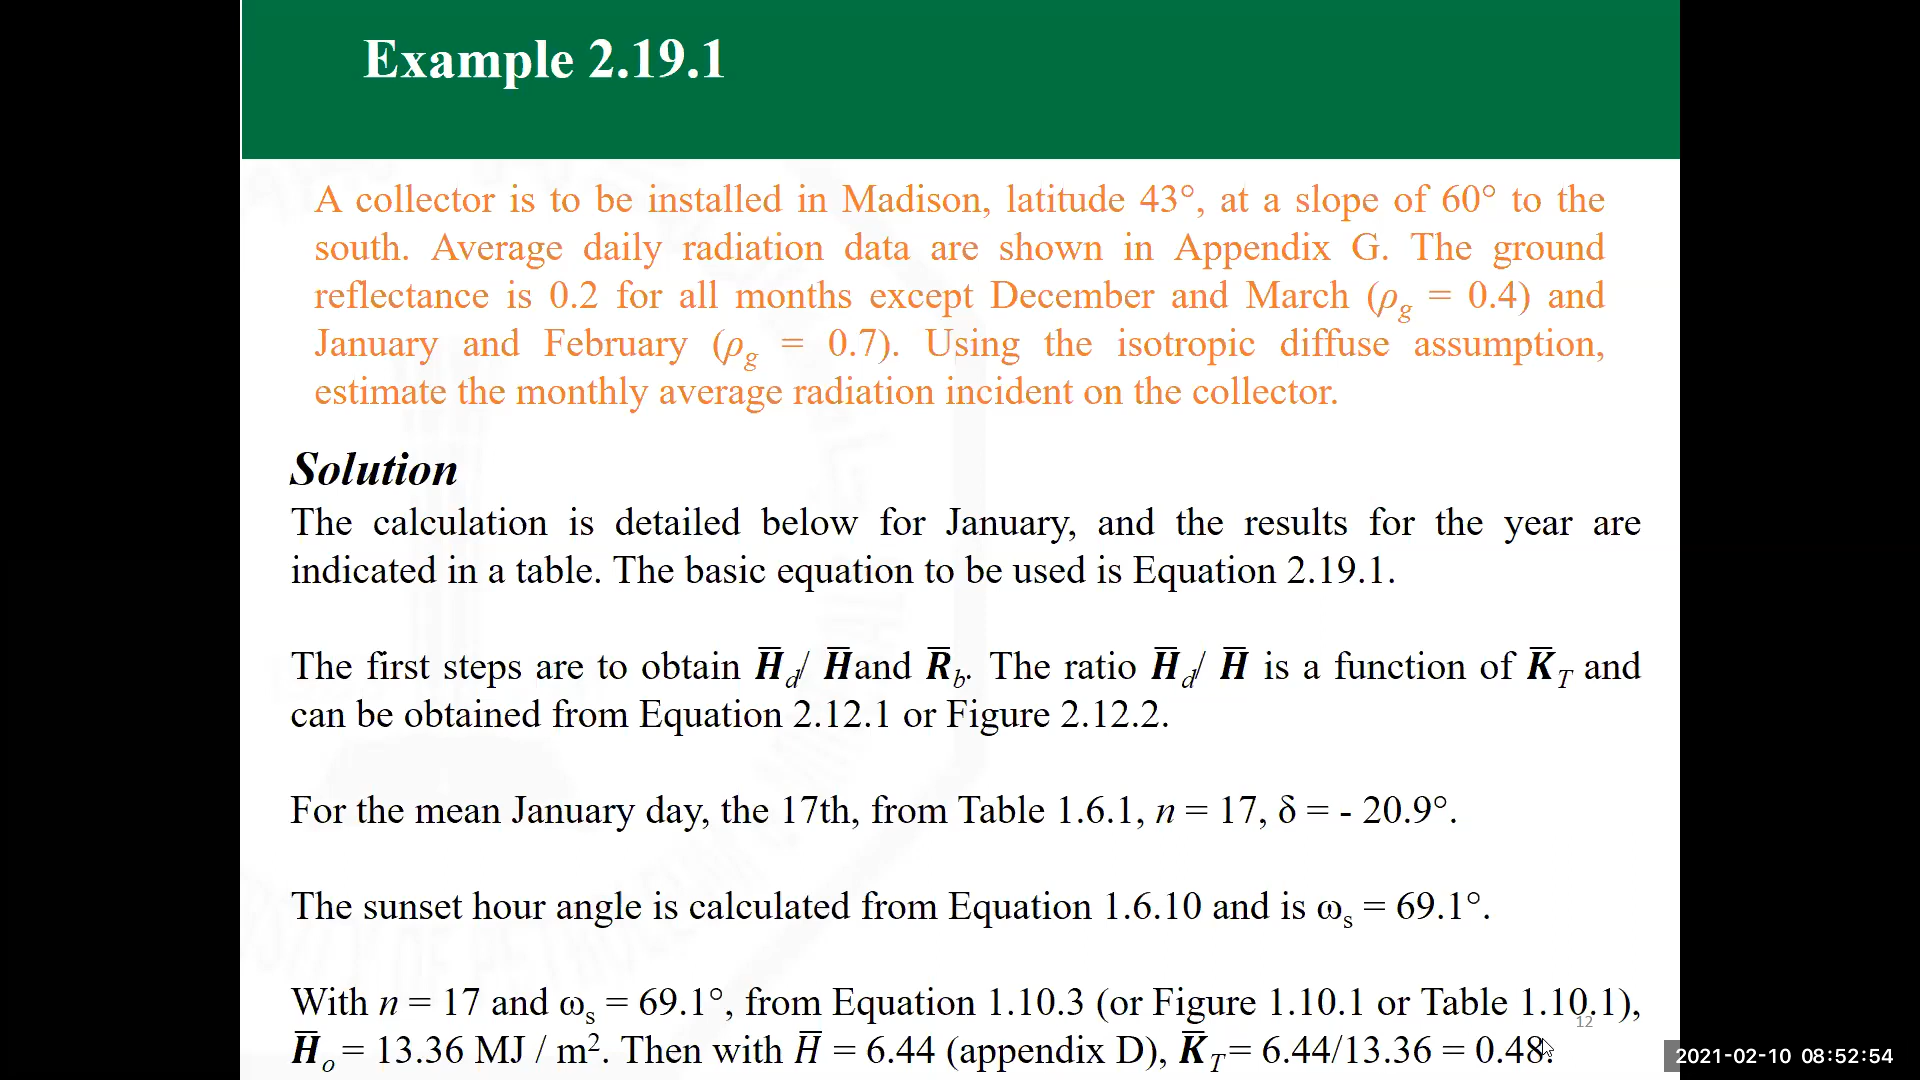 Example 2.19.1
A collector is to be installed in Madison, latitude 43°, at a slope of 60° to the
south. Average daily radiation data are shown in Appendix G. The ground
reflectance is 0.2 for all months except December and March (ρg = 0.4) and
January and February (ρg = 0.7). Using the isotropic diffuse assumption,
estimate the monthly average radiation incident on the collector.
Solution
The calculation is detailed below for January, and the results for the year are
indicated in a table. The basic equation to be used is Equation 2.19.1.
The first steps are to obtain H̅d/ H̅and R̅b. The ratio H̅d/ H̅ is a function of K̅T and
can be obtained from Equation 2.12.1 or Figure 2.12.2.
For the mean January day, the 17th, from Table 1.6.1, n = 17, δ = - 20.9°.
The sunset hour angle is calculated from Equation 1.6.10 and is ωs = 69.1°.
With n = 17 and ωs = 69.1°, from Equation 1.10.3 (or Figure 1.10.1 or Table 1.10.1),
H̅o = 13.36 MJ / m². Then with H̅ = 6.44 (appendix D), K̅T = 6.44/13.36 = 0.48.
12
2021-02-10 08:52:54